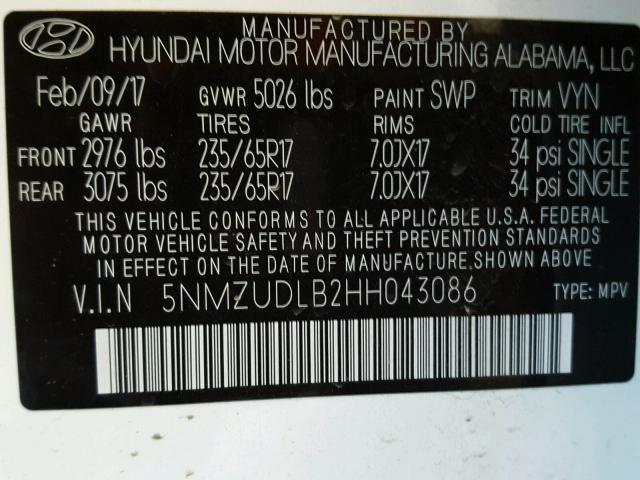 MANUFACTURED BY
HYUNDAI MOTOR MANUFACTURING ALABAMA, LLC
Feb/09/17 GVWR 5026 lbs PAINT SWP TRIM VYN
GAWR TIRES RIMS COLD TIRE INFL
FRONT 2976 lbs 235/65R17 7.0JX17 34 psi SINGLE
REAR 3075 lbs 235/65R17 7.0JX17 34 psi SINGLE
THIS VEHICLE CONFORMS TO ALL APPLICABLE U.S.A. FEDERAL
MOTOR VEHICLE SAFETY AND THEFT PREVENTION STANDARDS
IN EFFECT ON THE DATE OF MANUFACTURE.SHOWN ABOVE
V.I.N 5NMZUDLB2HH043086 TYPE: MPV